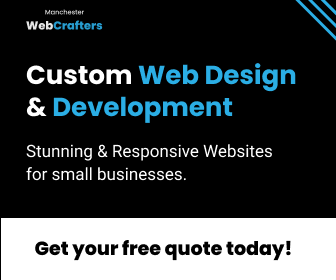 Manchester
WebCrafters
Custom Web Design
& Development
Stunning & Responsive Websites
for small businesses.
Get your free quote today!